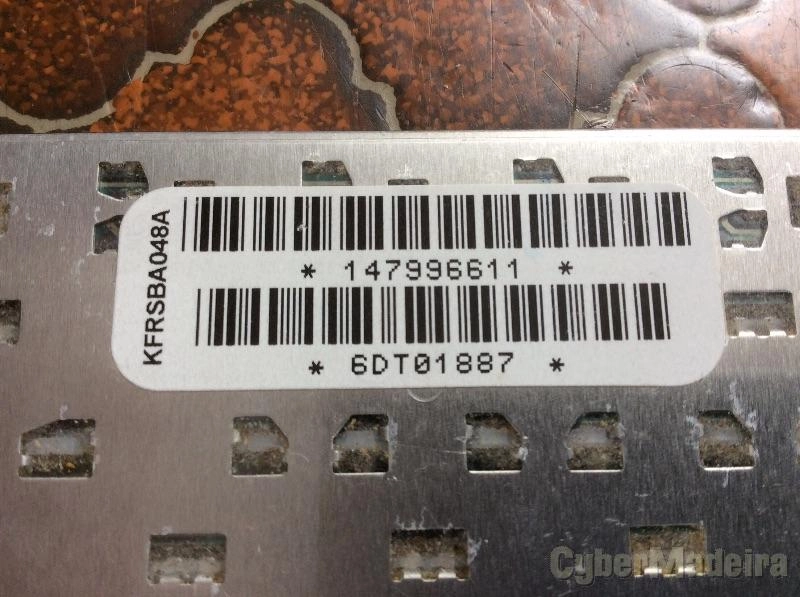 KFRSBA048A
* 147996611 *
* 6DT01887 *
CyberMadeira